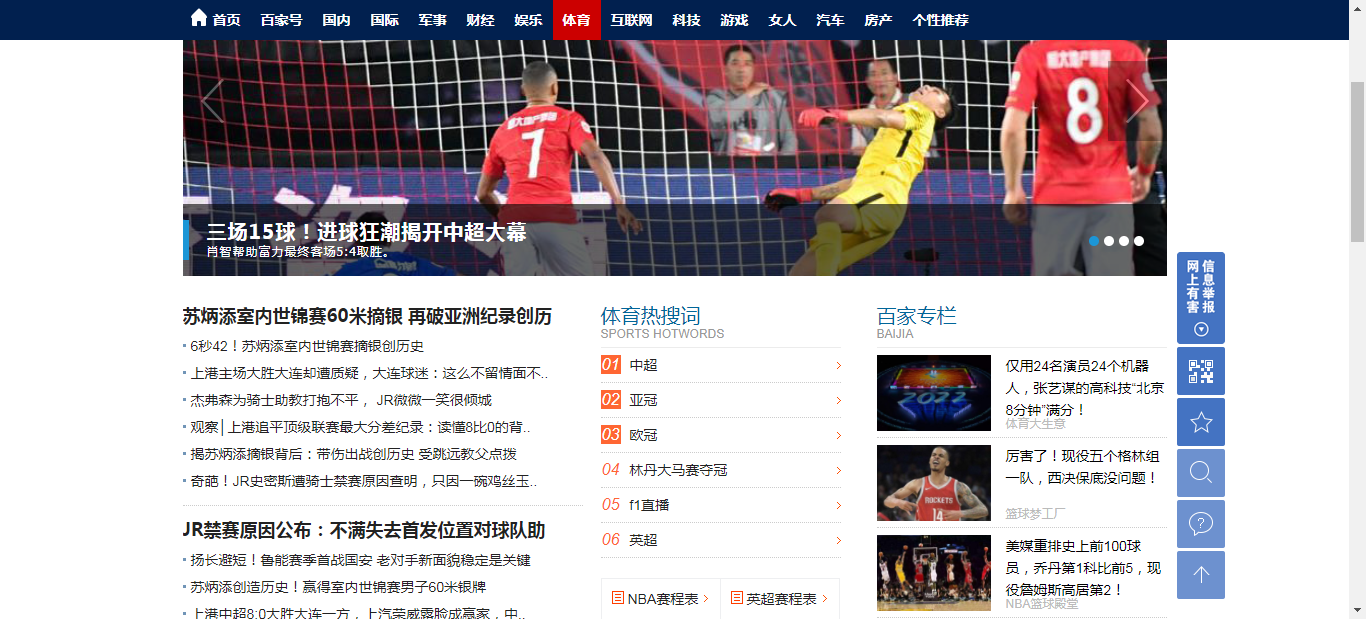 首页 百家号 国内 国际 军事 财经 娱乐 体育 互联网 科技 游戏 女人 汽车 房产 个性推荐
7
1
8
三场15球！进球狂潮揭开中超大幕
肖智帮助富力最终客场5:4取胜。
苏炳添室内世锦赛60米摘银 再破亚洲纪录创历
6秒42！苏炳添室内世锦赛摘银创历史
上港主场大胜大连却遭质疑，大连球迷：这么不留情面不..
杰弗森为骑士助教打抱不平， JR微微一笑很倾城
观察│上港追平顶级联赛最大分差纪录：读懂8比0的背..
揭苏炳添摘银背后：带伤出战创历史 受跳远教父点拨
奇葩！JR史密斯遭骑士禁赛原因查明，只因一碗鸡丝玉..
JR禁赛原因公布：不满失去首发位置对球队助
扬长避短！鲁能赛季首战国安 老对手新面貌稳定是关键
苏炳添创造历史！赢得室内世锦赛男子60米银牌
上港中超8:0大胜大连一方，上汽荣威露脸成赢家，中..
体育热搜词
SPORTS HOTWORDS
01 中超
02 亚冠
03 欧冠
04 林丹大马赛夺冠
05 f1直播
06 英超
NBA赛程表
英超赛程表
百家专栏
BAIJIA
2022
仅用24名演员24个机器
人，张艺谋的高科技“北京
8分钟”满分！
体育大生意
ROCKETS
14
厉害了！现役五个格林组
一队，西决保底没问题！
篮球梦工厂
美媒重排史上前100球
员，乔丹第1科比前5，现
役詹姆斯高居第2！
NBA篮球殿堂
网上有害
信息举报